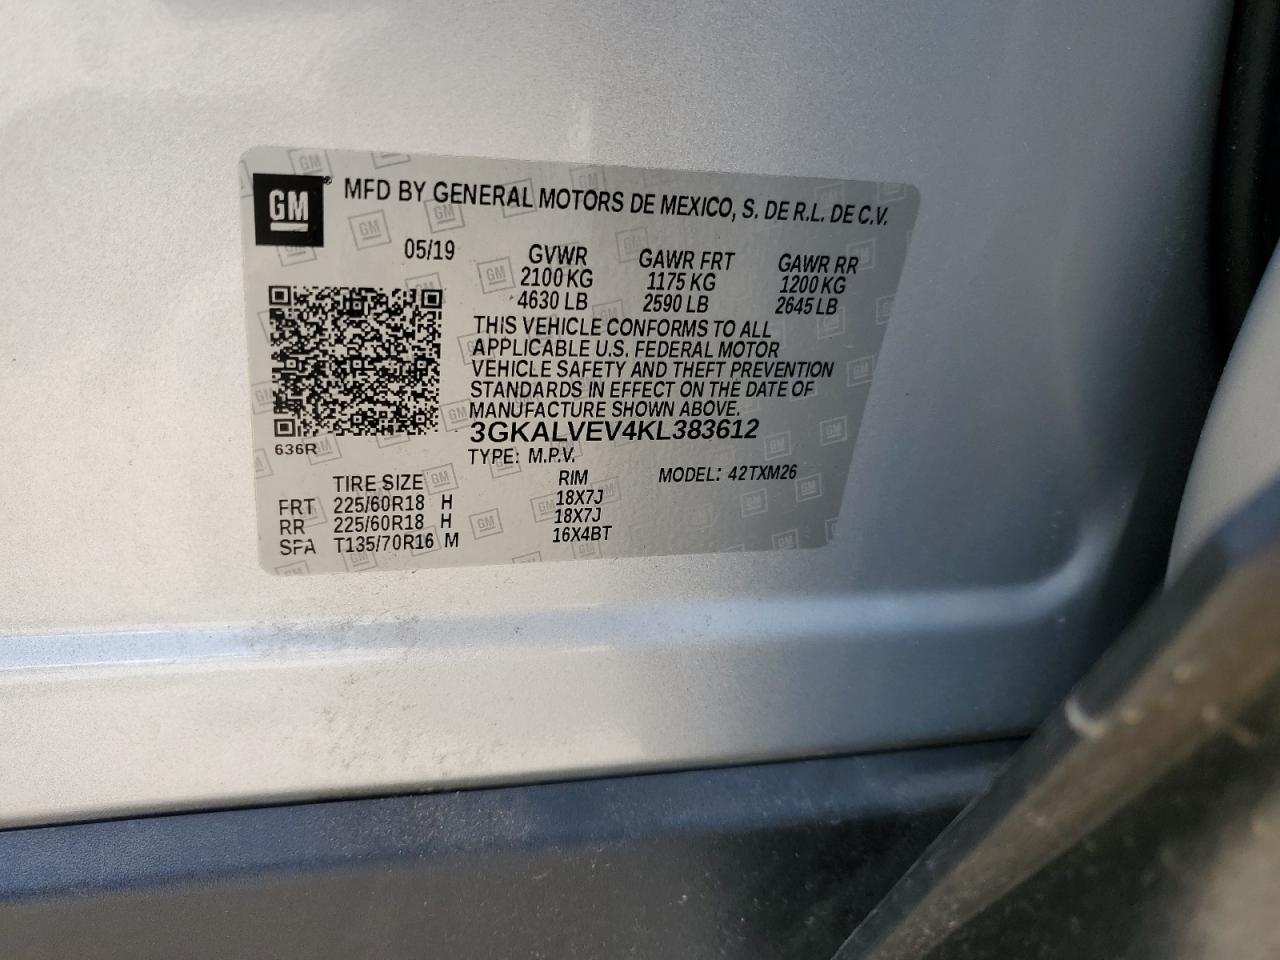 GM ® MFD BY GENERAL MOTORS DE MEXICO, S. DE R.L. DE C.V.
05/19 GVWR GAWR FRT GAWR RR
2100 KG 1175 KG 1200 KG
4630 LB 2590 LB 2645 LB
THIS VEHICLE CONFORMS TO ALL
APPLICABLE U.S. FEDERAL MOTOR
VEHICLE SAFETY AND THEFT PREVENTION
STANDARDS IN EFFECT ON THE DATE OF
MANUFACTURE SHOWN ABOVE.
3GKALVEV4KL383612
636R
TYPE: M.P.V. MODEL: 42TXM26
TIRE SIZE RIM
FRT 225/60R18 H 18X7J
RR 225/60R18 H 18X7J
SPA T135/70R16 M 16X4BT